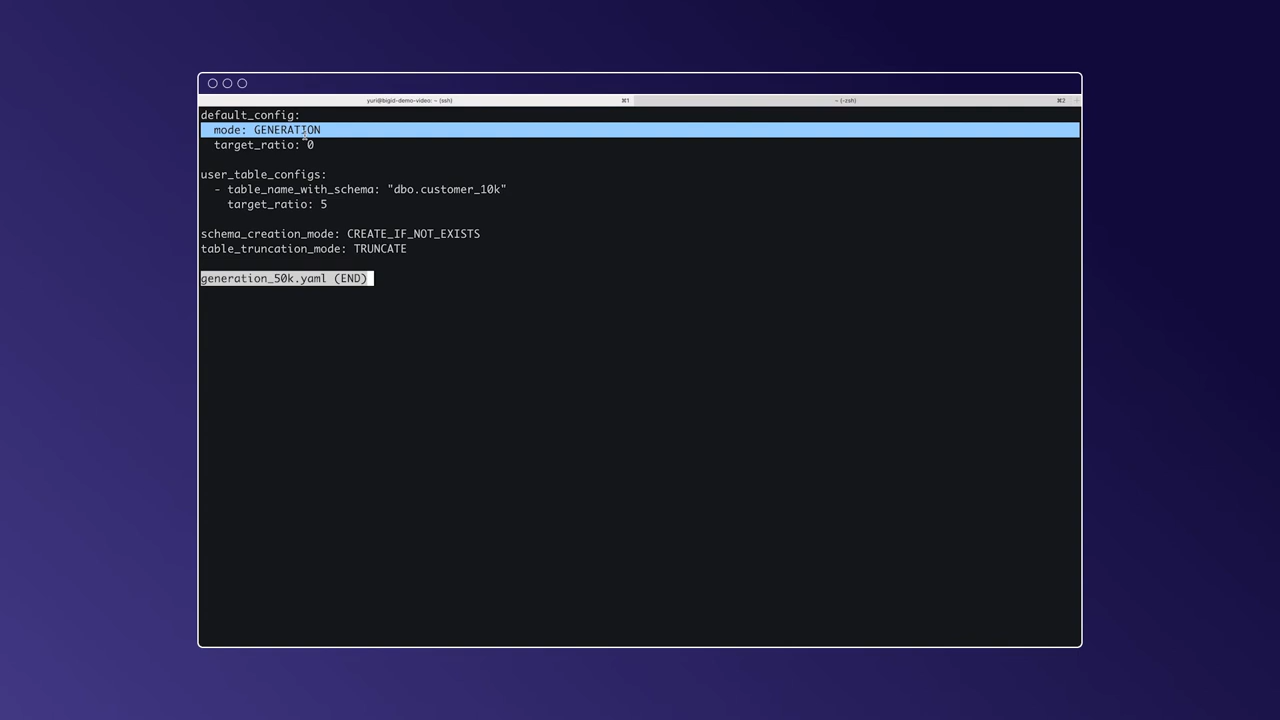 yuri@bigid-demo-video: ~ (ssh) ⌘1 ~ (-zsh) ⌘2 +
default_config:
mode: GENERATION
target_ratio: 0
user_table_configs:
- table_name_with_schema: "dbo.customer_10k"
target_ratio: 5
schema_creation_mode: CREATE_IF_NOT_EXISTS
table_truncation_mode: TRUNCATE
generation_50k.yaml (END)